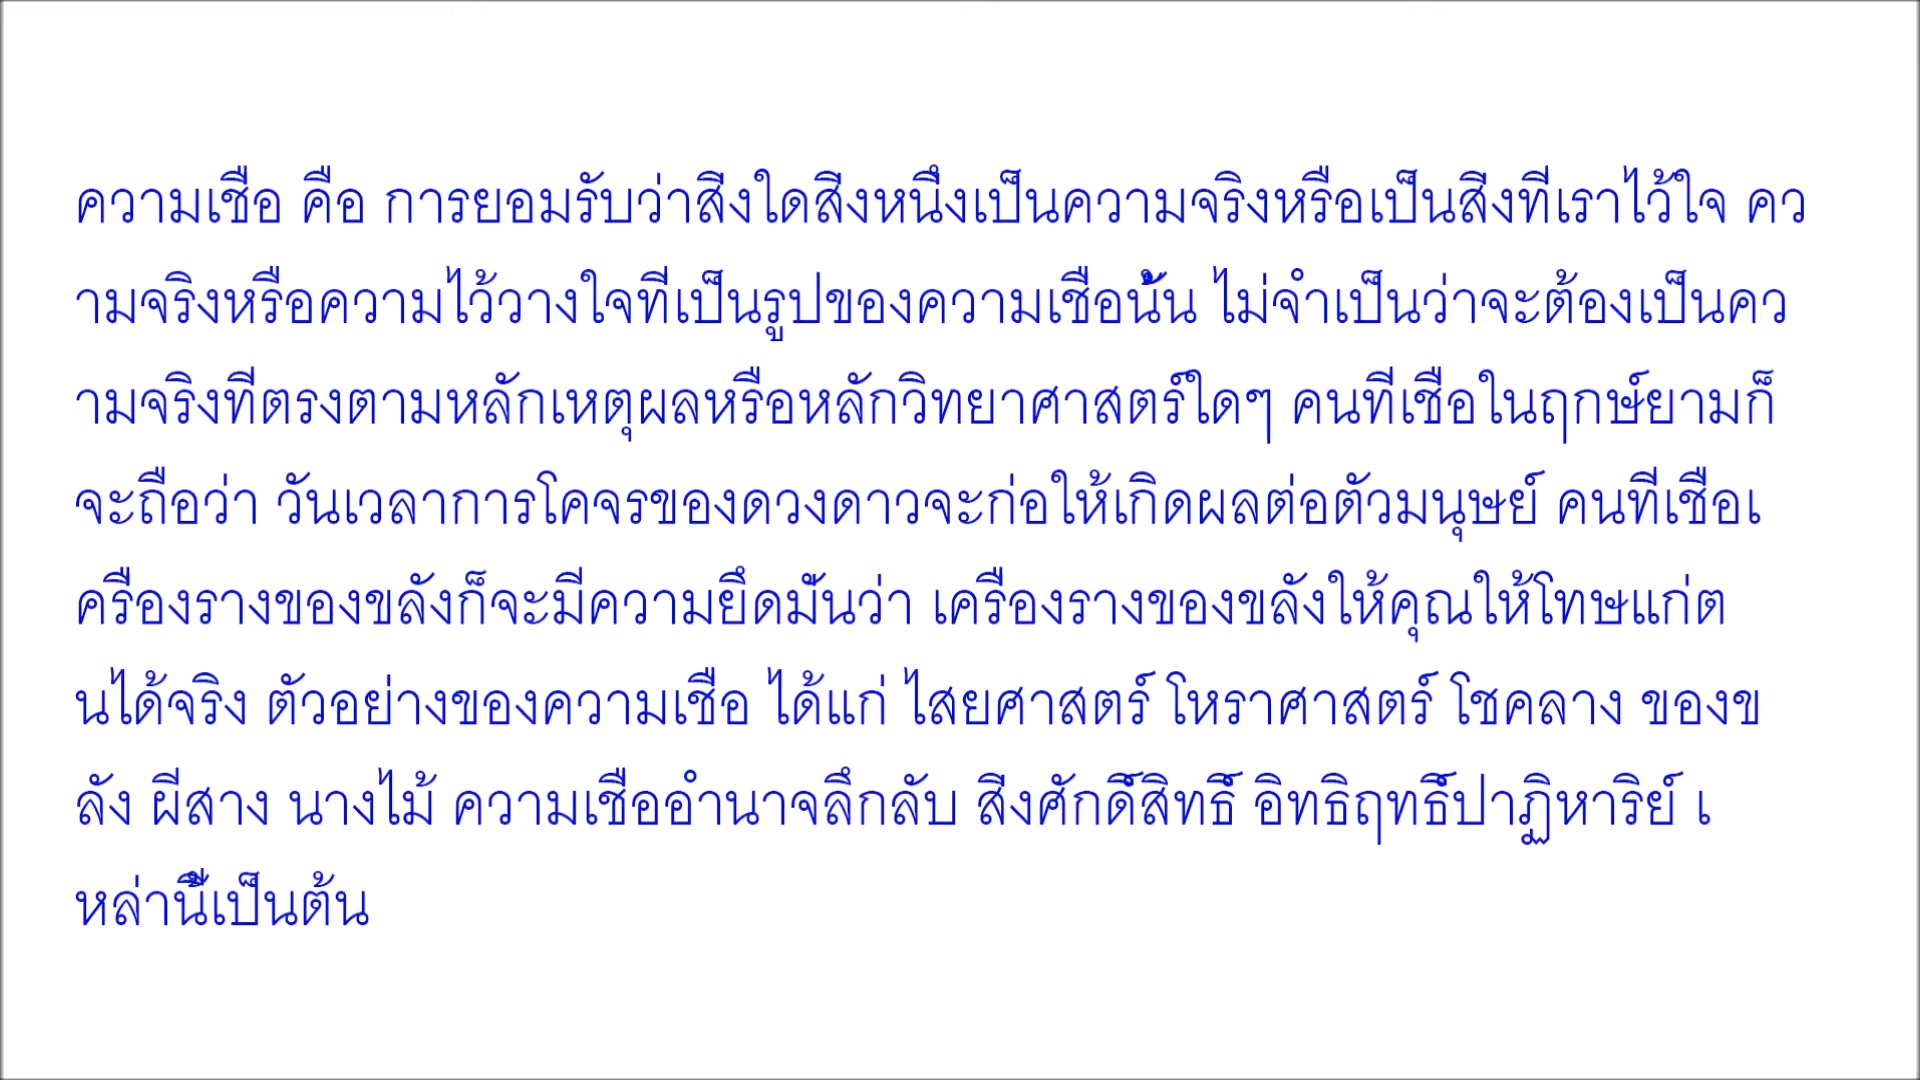 ความเชื่อ คือ การยอมรับว่าสิ่งใดสิ่งหนึ่งเป็นความจริงหรือเป็นสิ่งที่เราไว้ใจ คว
ามจริงหรือความไว้วางใจที่เป็นรูปของความเชื่อนั้น ไม่จำเป็นว่าจะต้องเป็นคว
ามจริงที่ตรงตามหลักเหตุผลหรือหลักวิทยาศาสตร์ใดๆ คนที่เชื่อในฤกษ์ยามก็
จะถือว่า วันเวลาการโคจรของดวงดาวจะก่อให้เกิดผลต่อตัวมนุษย์ คนที่เชื่อเ
ครื่องรางของขลังก็จะมีความยึดมั่นว่า เครื่องรางของขลังให้คุณให้โทษแก่ต
นได้จริง ตัวอย่างของความเชื่อ ได้แก่ ไสยศาสตร์ โหราศาสตร์ โชคลาง ของข
ลัง ผีสาง นางไม้ ความเชื่ออำนาจลึกลับ สิ่งศักดิ์สิทธิ์ อิทธิฤทธิ์ปาฏิหาริย์ เ
หล่านี้เป็นต้น